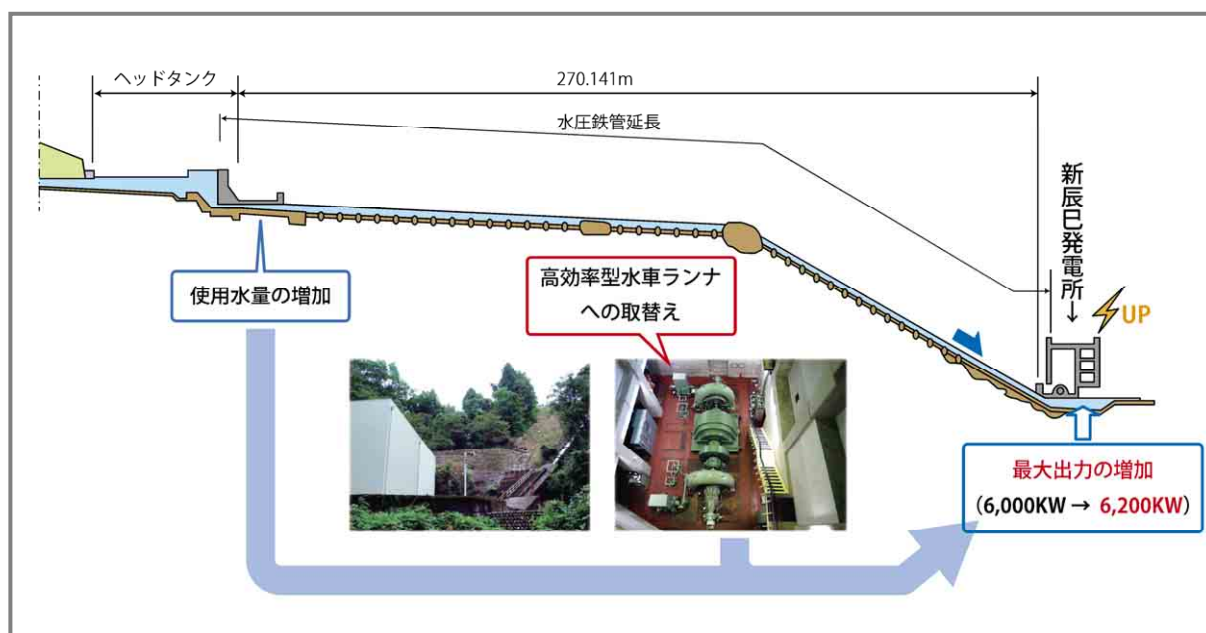 ヘッドタンク
270.141m
水圧鉄管延長
新辰巳発電所→
UP
使用水量の増加
高効率型水車ランナ
への取替え
最大出力の増加
(6,000KW → 6,200KW)